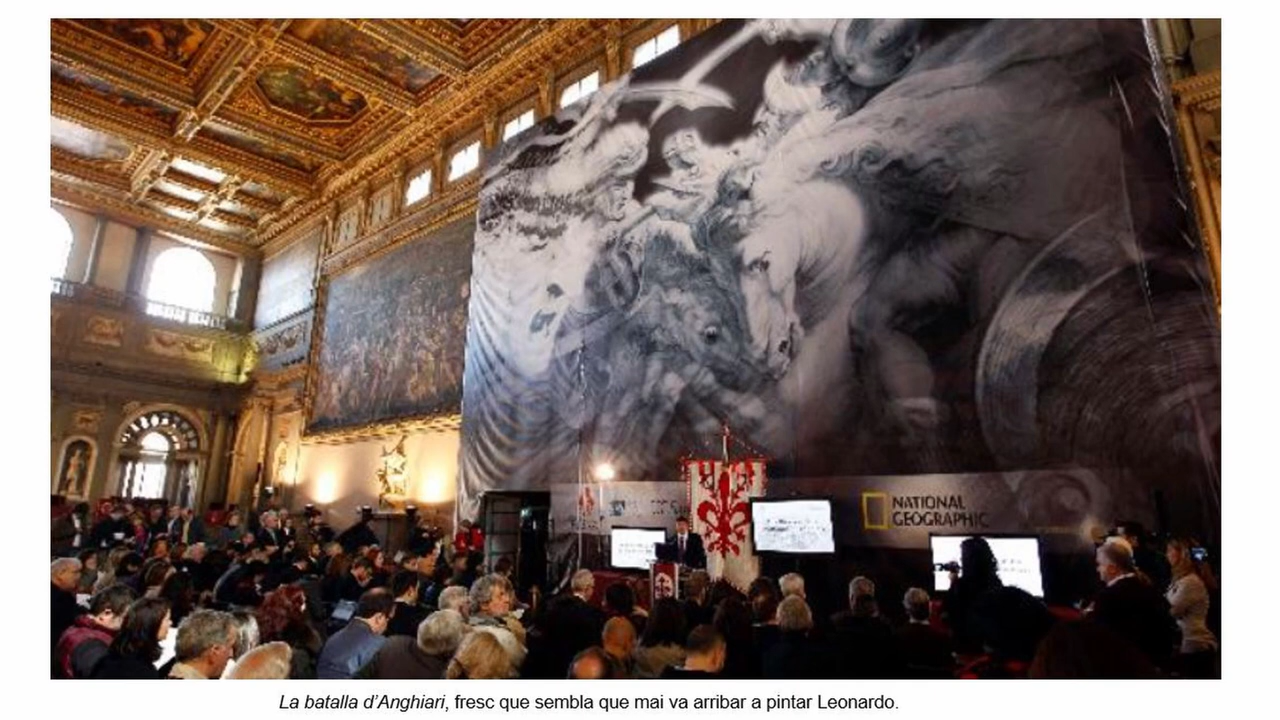 NATIONAL
GEOGRAPHIC
La batalla d’Anghiari, fresc que sembla que mai va arribar a pintar Leonardo.